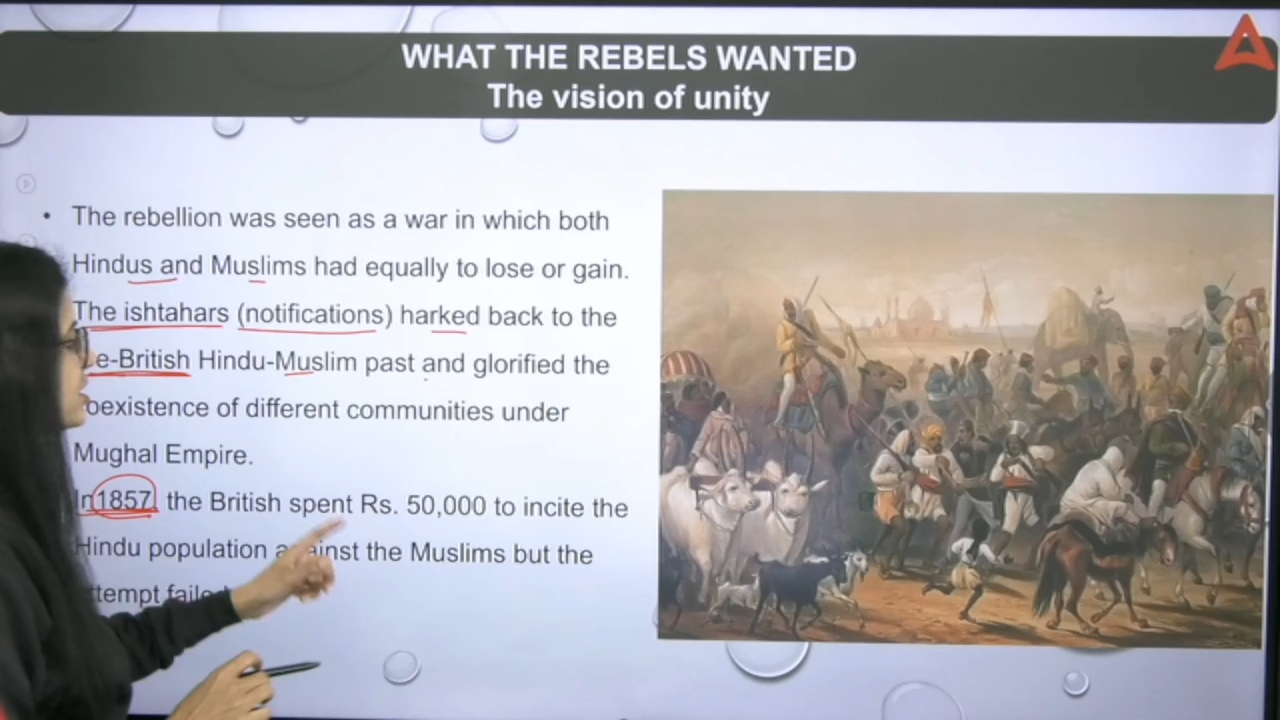 WHAT THE REBELS WANTED
The vision of unity
• The rebellion was seen as a war in which both
Hindus and Muslims had equally to lose or gain.
The ishtahars (notifications) harked back to the
e-British Hindu-Muslim past and glorified the
oexistence of different communities under
Mughal Empire.
In 1857 the British spent Rs. 50,000 to incite the
Hindu population against the Muslims but the
ttempt faile